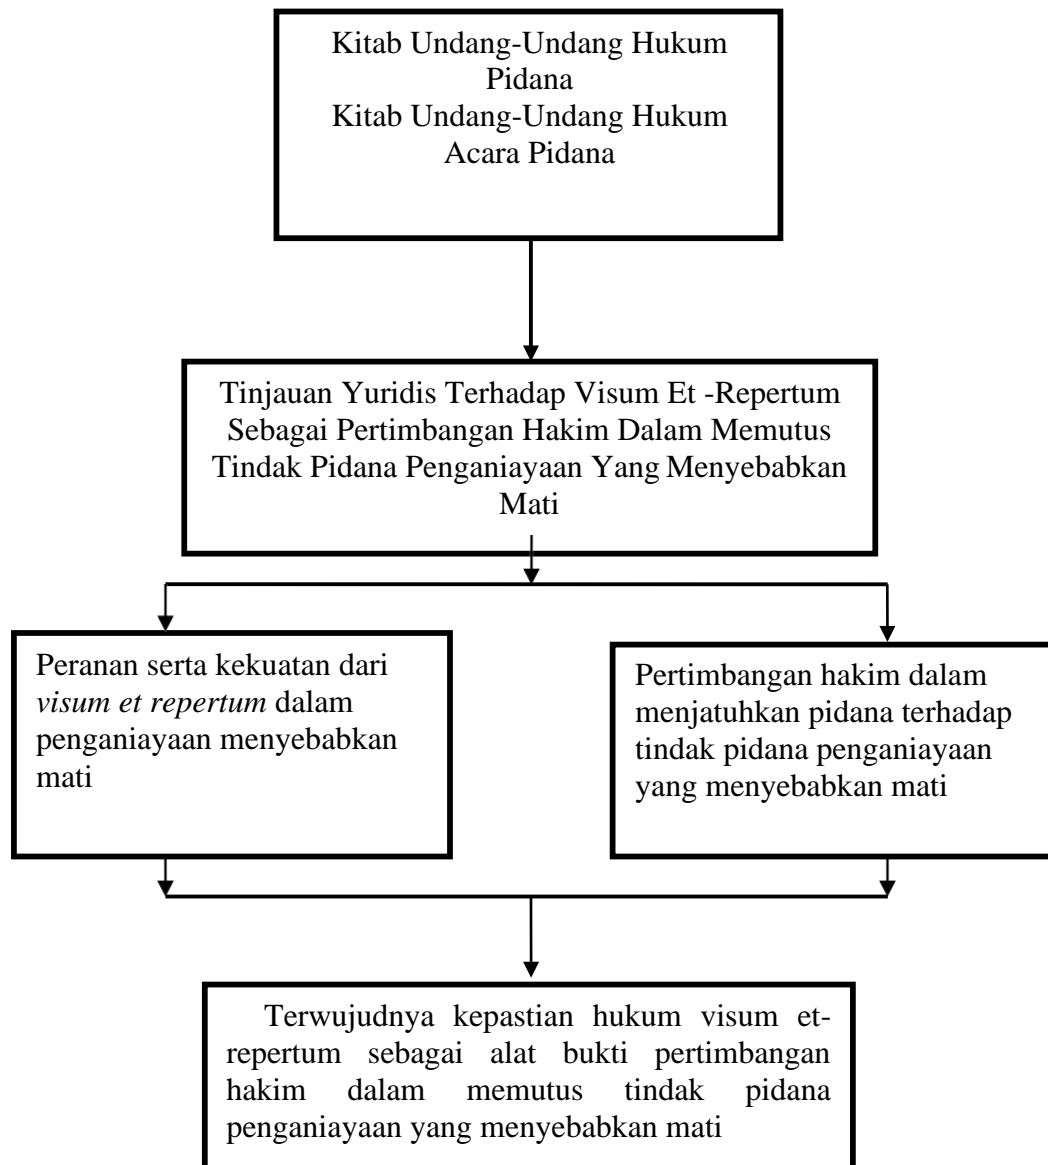 Kitab Undang-Undang Hukum
Pidana
Kitab Undang-Undang Hukum
Acara Pidana
Tinjauan Yuridis Terhadap Visum Et -Repertum
Sebagai Pertimbangan Hakim Dalam Memutus
Tindak Pidana Penganiayaan Yang Menyebabkan
Mati
Peranan serta kekuatan dari
visum et repertum dalam
penganiayaan menyebabkan
mati
Pertimbangan hakim dalam
menjatuhkan pidana terhadap
tindak pidana penganiayaan
yang menyebabkan mati
Terwujudnya kepastian hukum visum et-
repertum sebagai alat bukti pertimbangan
hakim dalam memutus tindak pidana
penganiayaan yang menyebabkan mati